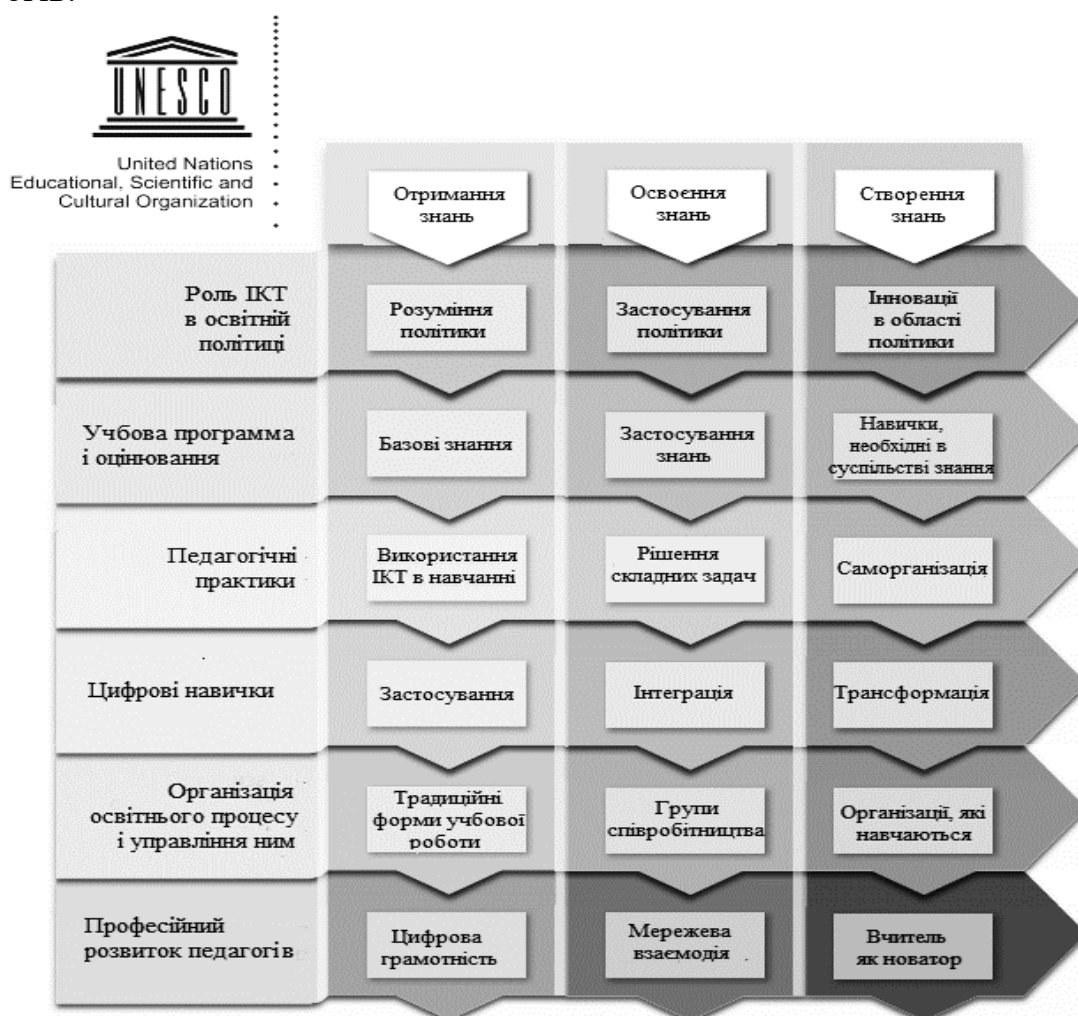 UNESCO
United Nations
Educational, Scientific and
Cultural Organization
Отримання
знань
Освоєння
знань
Створення
знань
Роль ІКТ
в освітній
політиці
Розуміння
політики
Застосування
політики
Інновації
в області
політики
Учбова программа
і оцінювання
Базові знання
Застосування
знань
Навички,
необхідні в
суспільстві знання
Педагогічні
практики
Використання
ІКТ в навчанні
Рішення
складних задач
Саморганізація
Цифрові навички
Застосування
Інтеграція
Трансформація
Організація
освітнього процесу
і управління ним
Традиційні
форми учбової
роботи
Групи
співробітництва
Організації, які
навчаються
Професійний
розвиток педагогів
Цифрова
грамотність
Мережева
взаємодія
Вчитель
як новатор